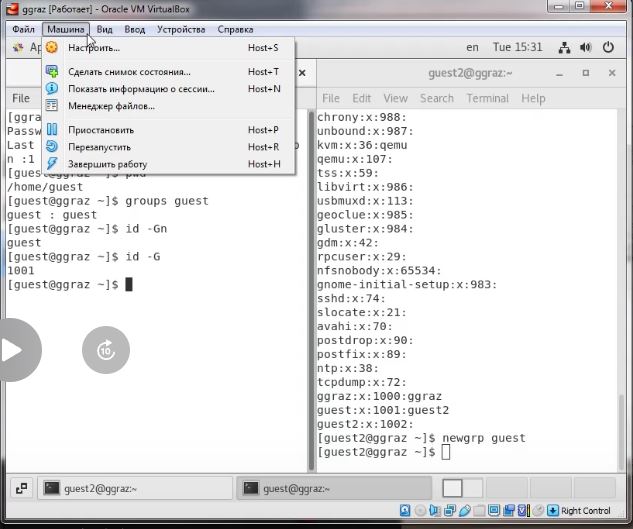 ggraz [Работает] - Oracle VM VirtualBox
Файл Машина Вид Ввод Устройства Справка
en Tue 15:31
Настроить... Host+S
Сделать снимок состояния... Host+T
Показать информацию о сессии... Host+N
Менеджер файлов...
Приостановить Host+P
Перезапустить Host+R
Завершить работу Host+H
File
[ggra
Passw
Last
n :1
[guest@ggraz ~]$ pwd
/home/guest
[guest@ggraz ~]$ groups guest
guest : guest
[guest@ggraz ~]$ id -Gn
guest
[guest@ggraz ~]$ id -G
1001
[guest@ggraz ~]$
10
guest2@ggraz:~
File Edit View Search Terminal Help
chrony:x:988:
unbound:x:987:
kvm:x:36:qemu
qemu:x:107:
tss:x:59:
libvirt:x:986:
usbmuxd:x:113:
geoclue:x:985:
gluster:x:984:
gdm:x:42:
rpcuser:x:29:
nfsnobody:x:65534:
gnome-initial-setup:x:983:
sshd:x:74:
slocate:x:21:
avahi:x:70:
postdrop:x:90:
postfix:x:89:
ntp:x:38:
tcpdump:x:72:
ggraz:x:1000:ggraz
guest:x:1001:guest2
guest2:x:1002:
[guest2@ggraz ~]$ newgrp guest
[guest2@ggraz ~]$
guest2@ggraz:~ guest@ggraz:~
Right Control